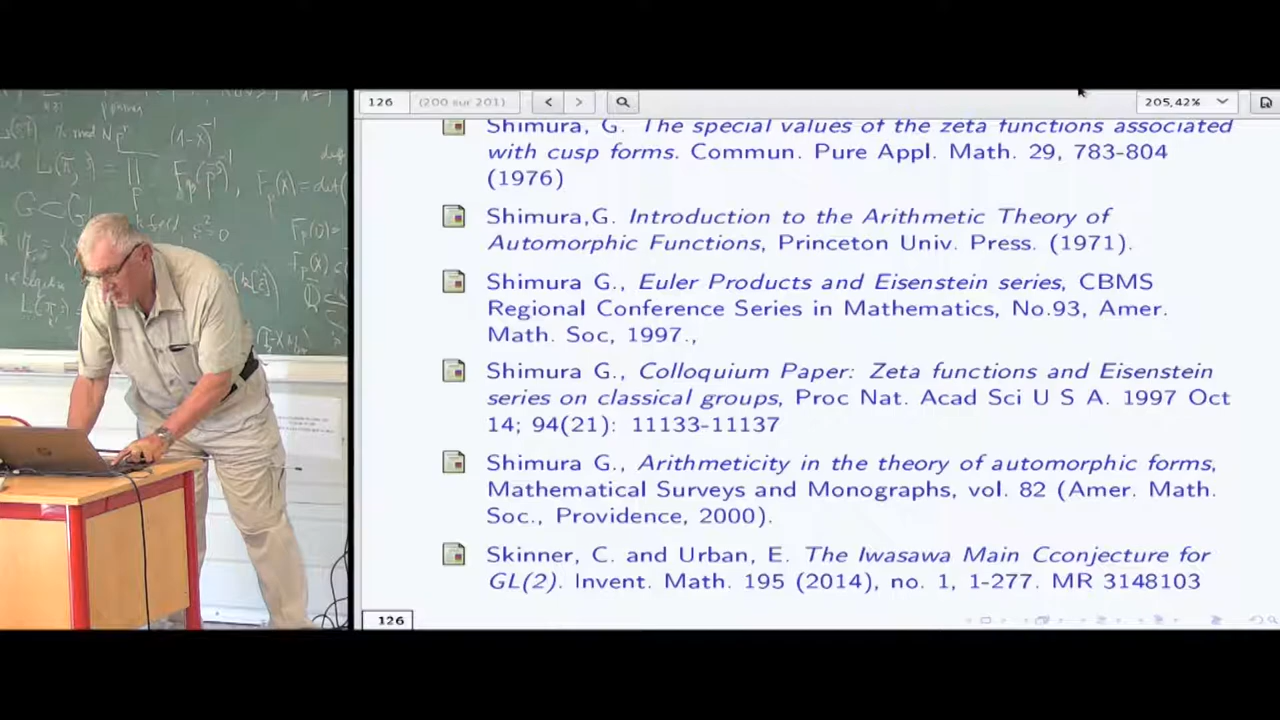 126 (200 sur 201) 205,42%
Shimura, G. The special values of the zeta functions associated
with cusp forms. Commun. Pure Appl. Math. 29, 783-804
(1976)
Shimura,G. Introduction to the Arithmetic Theory of
Automorphic Functions, Princeton Univ. Press. (1971).
Shimura G., Euler Products and Eisenstein series, CBMS
Regional Conference Series in Mathematics, No.93, Amer.
Math. Soc, 1997.,
Shimura G., Colloquium Paper: Zeta functions and Eisenstein
series on classical groups, Proc Nat. Acad Sci U S A. 1997 Oct
14; 94(21): 11133-11137
Shimura G., Arithmeticity in the theory of automorphic forms,
Mathematical Surveys and Monographs, vol. 82 (Amer. Math.
Soc., Providence, 2000).
Skinner, C. and Urban, E. The Iwasawa Main Cconjecture for
GL(2). Invent. Math. 195 (2014), no. 1, 1-277. MR 3148103
126